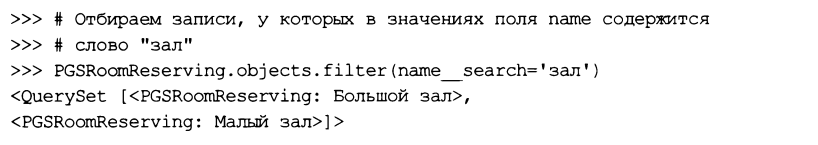 >>> # Отбираем записи, у которых в значениях поля name содержится
>>> # слово "зал"
>>> PGSRoomReserving.objects.filter(name__search='зал')
<QuerySet [<PGSRoomReserving: Большой зал>,
<PGSRoomReserving: Малый зал>]>